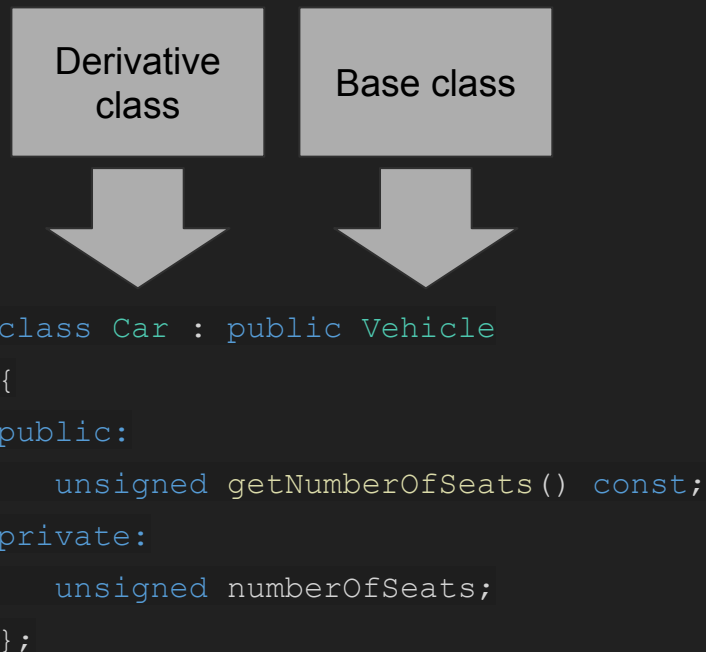 Derivative
class
Base class
class Car : public Vehicle
{
public:
unsigned getNumberOfSeats() const;
private:
unsigned numberOfSeats;
};